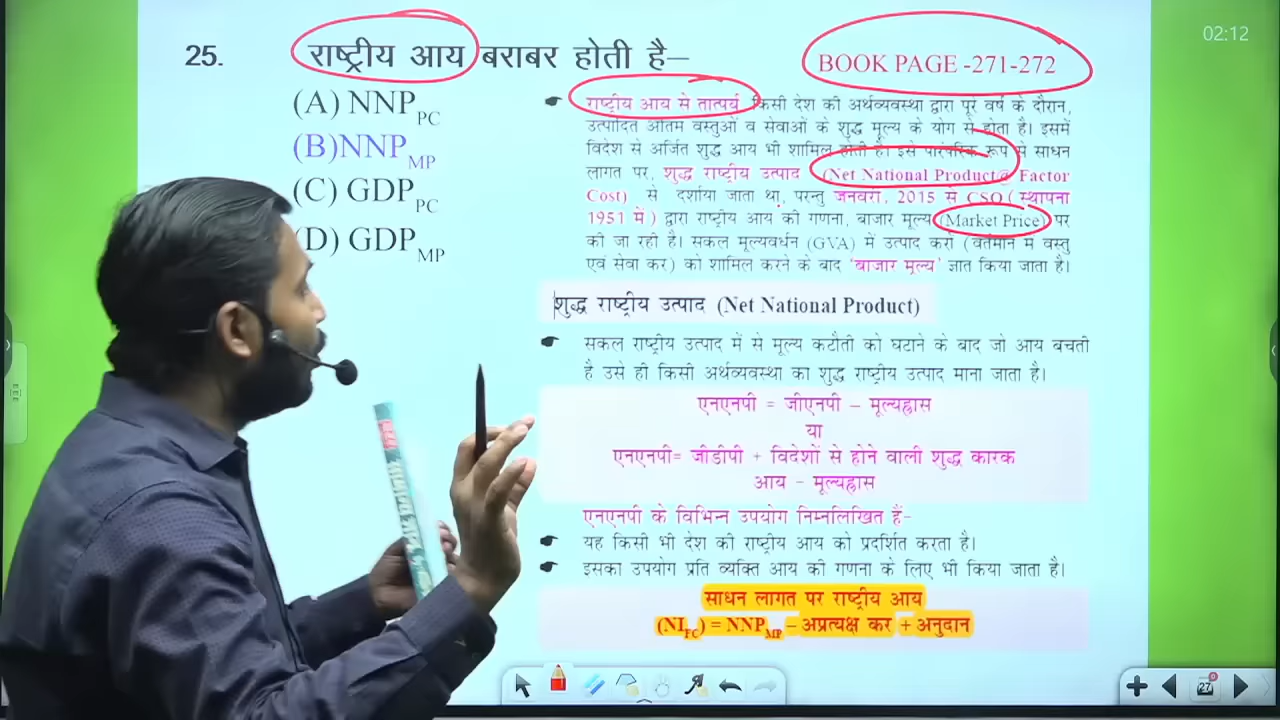 02:12
25. राष्ट्रीय आय बराबर होती है–
(A) NNPPC
(B)NNPMP
(C) GDPPC
(D) GDPMP
BOOK PAGE -271-272
राष्ट्रीय आय से तात्पर्य किसी देश की अर्थव्यवस्था द्वारा पूरे वर्ष के दौरान,
उत्पादित अंतिम वस्तुओं व सेवाओं के शुद्ध मूल्य के योग से होता है। इसमें
विदेश से अर्जित शुद्ध आय भी शामिल होती है। इसे पारंपरिक रूप से साधन
लागत पर, शुद्ध राष्ट्रीय उत्पाद (Net National Product@ Factor
Cost) से दर्शाया जाता था, परन्तु जनवरी, 2015 से CSO (स्थापना
1951 में) द्वारा राष्ट्रीय आय की गणना, बाजार मूल्य (Market Price) पर
की जा रही है। सकल मूल्यवर्धन (GVA) में उत्पाद करों (वर्तमान में वस्तु
एवं सेवा कर) को शामिल करने के बाद 'बाजार मूल्य' ज्ञात किया जाता है।
शुद्ध राष्ट्रीय उत्पाद (Net National Product)
सकल राष्ट्रीय उत्पाद में से मूल्य कटौती को घटाने के बाद जो आय बचती
है उसे ही किसी अर्थव्यवस्था का शुद्ध राष्ट्रीय उत्पाद माना जाता है।
एनएनपी = जीएनपी – मूल्यह्रास
या
एनएनपी= जीडीपी + विदेशों से होने वाली शुद्ध कारक
आय - मूल्यह्रास
एनएनपी के विभिन्न उपयोग निम्नलिखित हैं-
यह किसी भी देश की राष्ट्रीय आय को प्रदर्शित करता है।
इसका उपयोग प्रति व्यक्ति आय की गणना के लिए भी किया जाता है।
साधन लागत पर राष्ट्रीय आय
(NIFC) = NNPMP – अप्रत्यक्ष कर + अनुदान
27